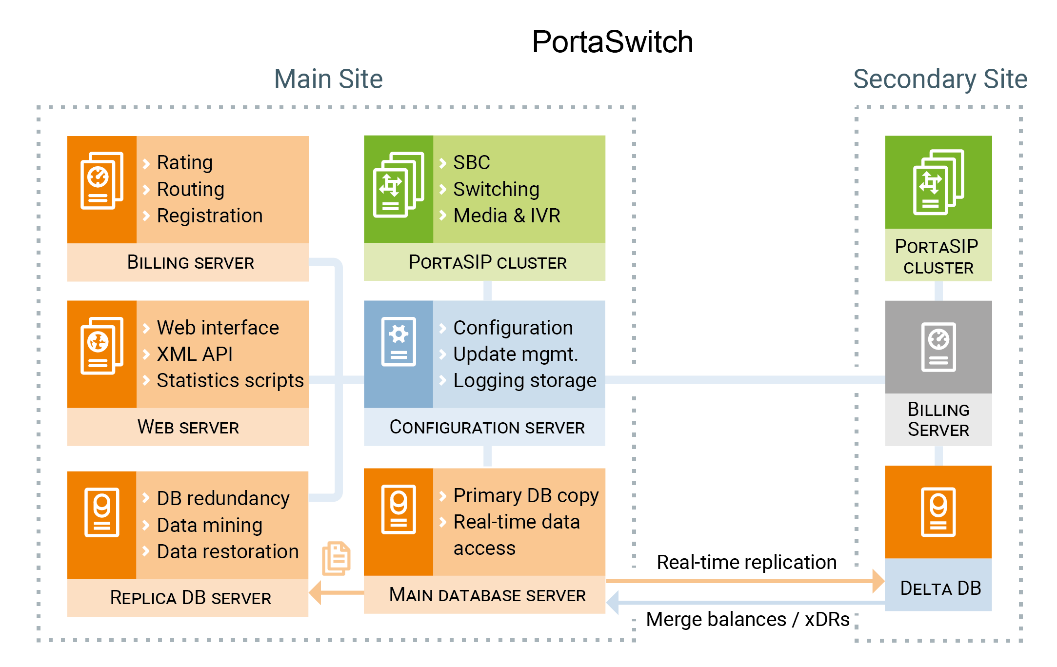 PortaSwitch
Main Site
Secondary Site
Rating
Routing
Registration
BILLING SERVER
SBC
Switching
Media & IVR
PORTASIP CLUSTER
PORTASIP
CLUSTER
Web interface
XML API
Statistics scripts
WEB SERVER
Configuration
Update mgmt.
Logging storage
CONFIGURATION SERVER
BILLING
SERVER
DB redundancy
Data mining
Data restoration
REPLICA DB SERVER
Primary DB copy
Real-time data
access
MAIN DATABASE SERVER
Real-time replication
Merge balances / xDRs
DELTA DB